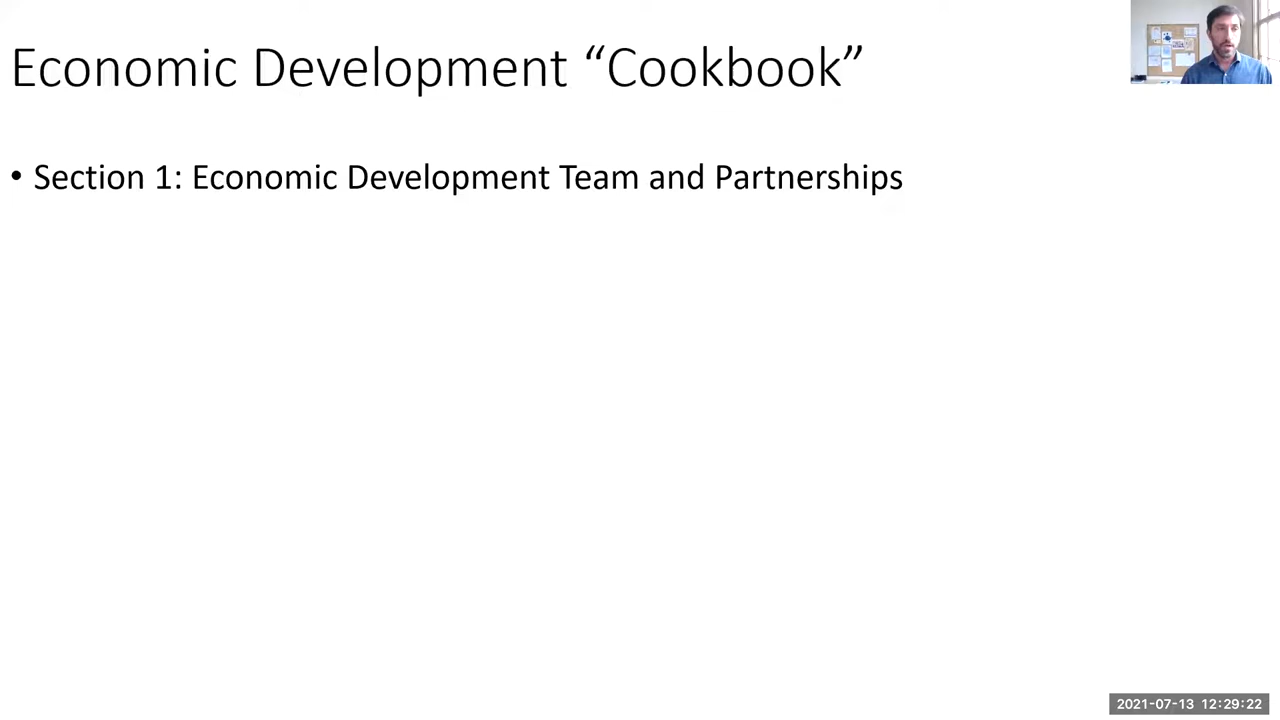 Economic Development “Cookbook”
• Section 1: Economic Development Team and Partnerships
2021-07-13 12:29:22